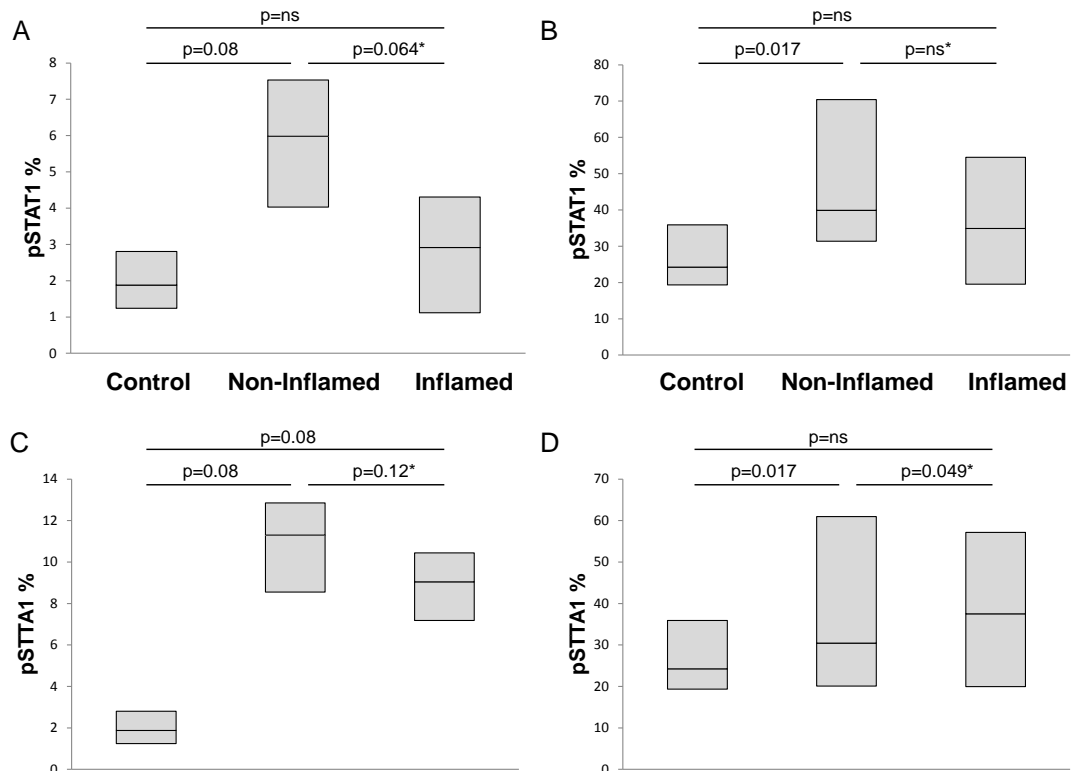 A
p=ns
p=0.08 p=0.064*
pSTAT1 %
8
7
6
5
4
3
2
1
0
Control Non-Inflamed Inflamed
B
p=ns
p=0.017 p=ns*
pSTAT1 %
80
70
60
50
40
30
20
10
0
Control Non-Inflamed Inflamed
C
p=0.08
p=0.08 p=0.12*
pSTTA1 %
14
12
10
8
6
4
2
0
D
p=ns
p=0.017 p=0.049*
pSTTA1 %
70
60
50
40
30
20
10
0